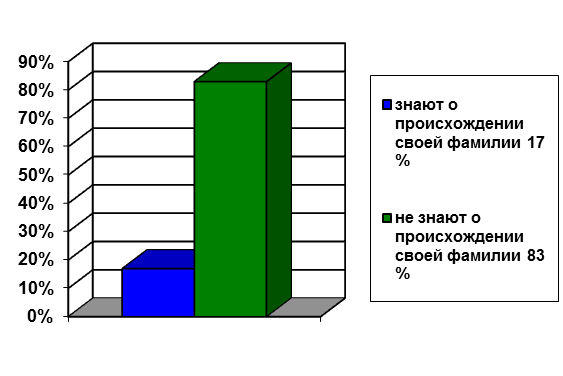 90%
80%
70%
60%
50%
40%
30%
20%
10%
0%
знают о
происхождении
своей фамилии 17
%
не знают о
происхождении
своей фамилии 83
%